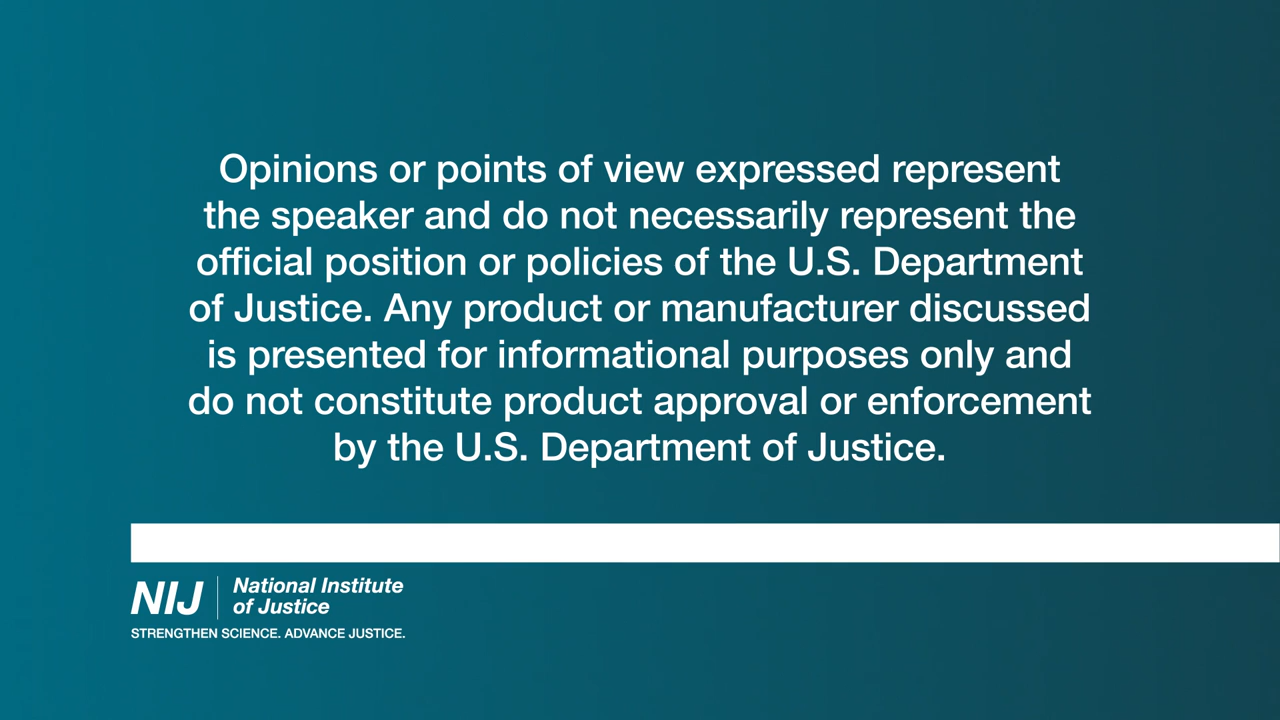 Opinions or points of view expressed represent
the speaker and do not necessarily represent the
official position or policies of the U.S. Department
of Justice. Any product or manufacturer discussed
is presented for informational purposes only and
do not constitute product approval or enforcement
by the U.S. Department of Justice.
NIJ
National Institute
of Justice
STRENGTHEN SCIENCE. ADVANCE JUSTICE.